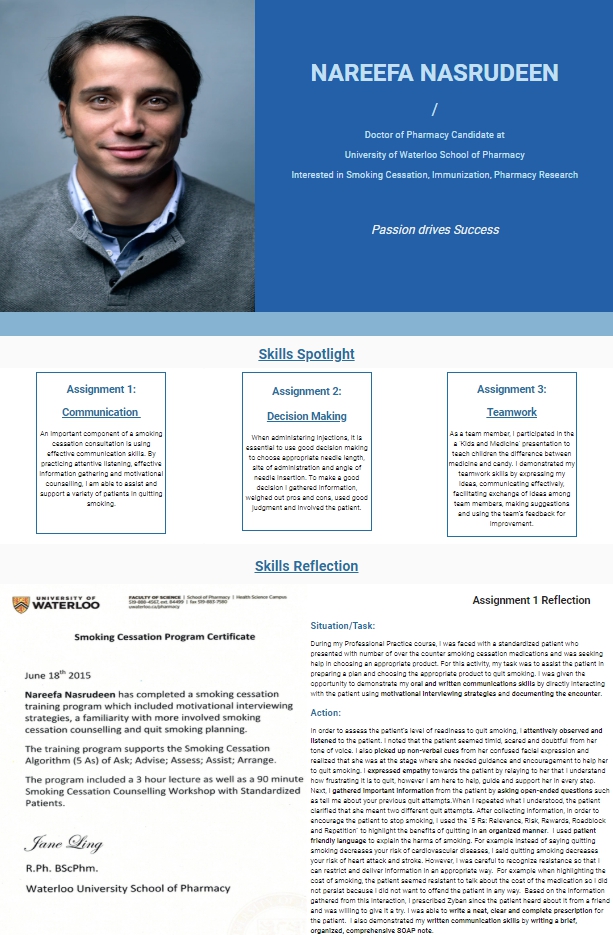 NAREEFA NASRUDEEN
/
Doctor of Pharmacy Candidate at
University of Waterloo School of Pharmacy
Interested in Smoking Cessation, Immunization, Pharmacy Research
Passion drives Success
Skills Spotlight
Assignment 1:
Communication
An important component of a smoking
cessation consultation is using
effective communication skills. By
practicing attentive listening, effective
information gathering and motivational
counselling, I am able to assist and
support a variety of patients in quitting
smoking.
Assignment 2:
Decision Making
When administering injections, it is
essential to use good decision making
to choose appropriate needle length,
site of administration and angle of
needle insertion. To make a good
decision I gathered information,
weighed out pros and cons, used good
judgment and involved the patient.
Assignment 3:
Teamwork
As a team member, I participated in the
a 'Kids and Medicine' presentation to
teach children the difference between
medicine and candy. I demonstrated my
teamwork skills by expressing my
ideas, communicating effectively,
facilitating exchange of ideas among
team members, making suggestions
and using the team's feedback for
improvement.
Skills Reflection
UNIVERSITY OF
WATERLOO
FACULTY OF SCIENCE | School of Pharmacy | Health Science Campus
519-888-4567, ext. 84499 | fax 519-883-7580
uwaterloo.ca/pharmacy
Smoking Cessation Program Certificate
June 18th 2015
Nareefa Nasrudeen has completed a smoking cessation
training program which included motivational interviewing
strategies, a familiarity with more involved smoking
cessation counselling and quit smoking planning.
The training program supports the Smoking Cessation
Algorithm (5 As) of Ask; Advise; Assess; Assist; Arrange.
The program included a 3 hour lecture as well as a 90 minute
Smoking Cessation Counselling Workshop with Standardized
Patients.
Jane Ling
R.Ph. BScPhm.
Waterloo University School of Pharmacy
Assignment 1 Reflection
Situation/Task:
During my Professional Practice course, I was faced with a standardized patient who
presented with number of over the counter smoking cessation medications and was seeking
help in choosing an appropriate product. For this activity, my task was to assist the patient in
preparing a plan and choosing the appropriate product to quit smoking. I was given the
opportunity to demonstrate my oral and written communications skills by directly interacting
with the patient using motivational interviewing strategies and documenting the encounter.
Action:
In order to assess the patient's level of readiness to quit smoking, I attentively observed and
listened to the patient. I noted that the patient seemed timid, scared and doubtful from her
tone of voice. I also picked up non-verbal cues from her confused facial expression and
realized that she was at the stage where she needed guidance and encouragement to help her
to quit smoking. I expressed empathy towards the patient by relaying to her that I understand
how frustrating it is to quit, however I am here to help, guide and support her in every step.
Next, I gathered important information from the patient by asking open-ended questions such
as tell me about your previous quit attempts.When I repeated what I understood, the patient
clarified that she meant two different quit attempts. After collecting information, in order to
encourage the patient to stop smoking, I used the '5 Rs: Relevance, Risk, Rewards, Roadblock
and Repetition' to highlight the benefits of quitting in an organized manner. I used patient
friendly language to explain the harms of smoking. For example instead of saying quitting
smoking decreases your risk of cardiovascular diseases, I said quitting smoking decreases
your risk of heart attack and stroke. However, I was careful to recognize resistance so that I
can restrict and deliver information in an appropriate way. For example when highlighting the
cost of smoking, the patient seemed resistant to talk about the cost of the medication so I did
not persist because I did not want to offend the patient in any way. Based on the information
gathered from this interaction, I prescribed Zyban since the patient heard about it from a friend
and was willing to give it a try. I was able to write a neat, clear and complete prescription for
the patient. I also demonstrated my written communication skills by writing a brief,
organized, comprehensive SOAP note.